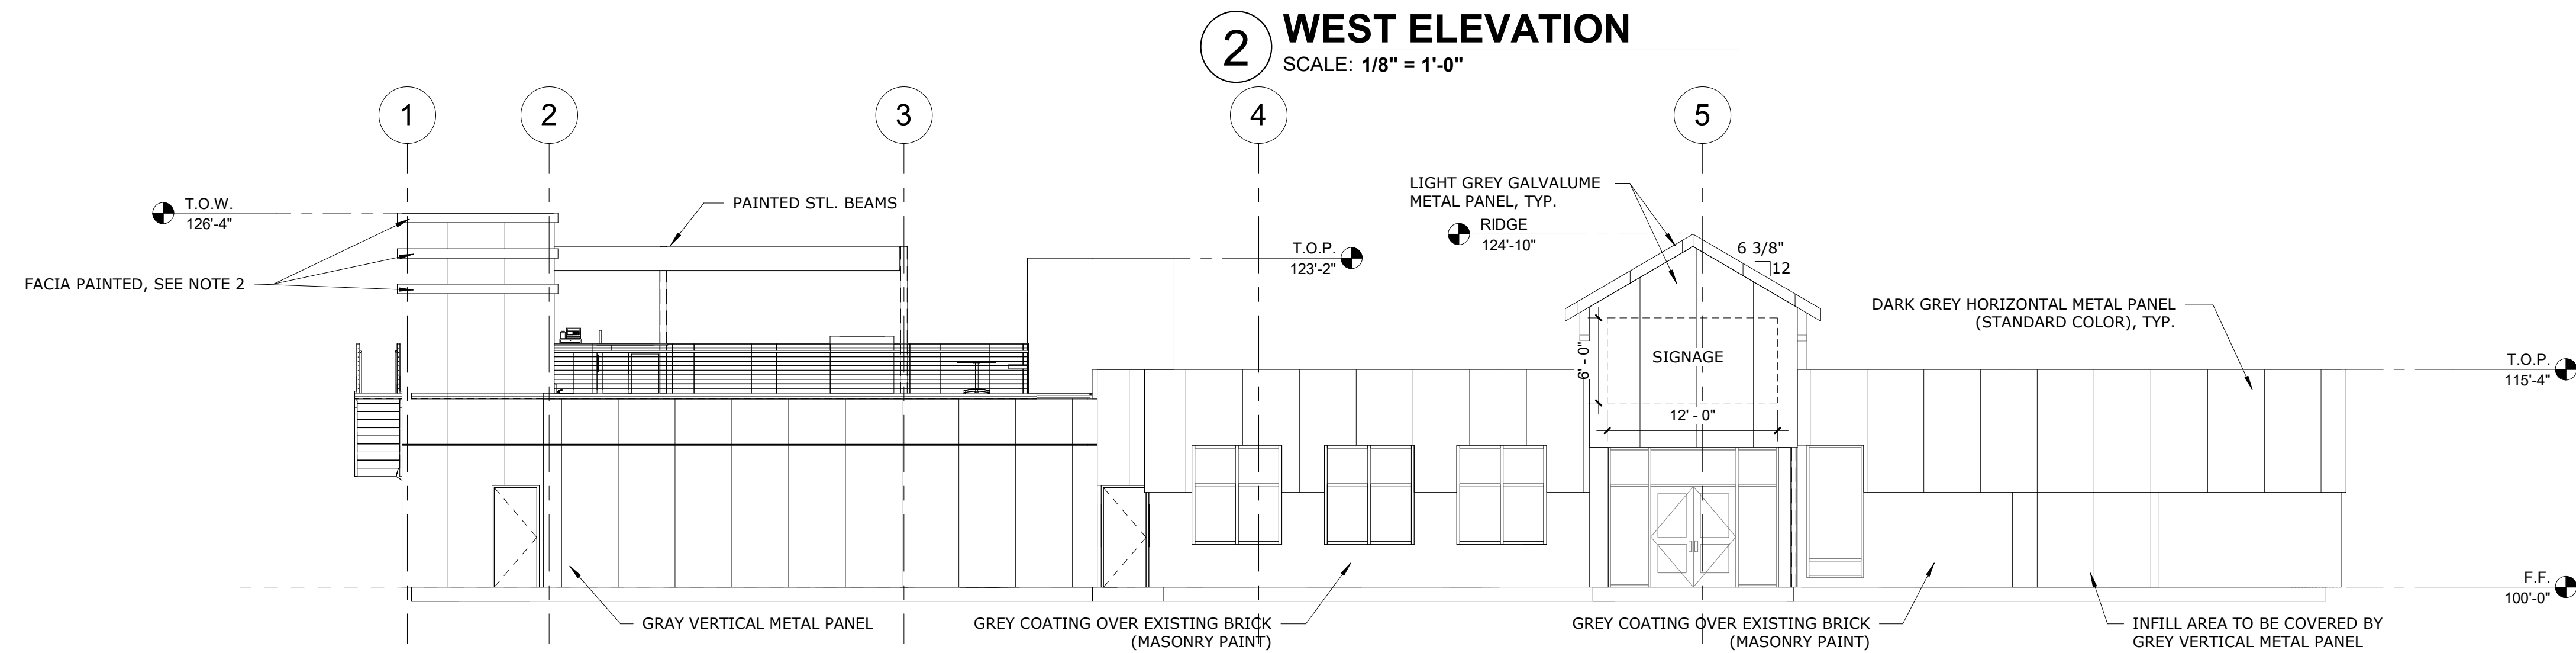 2
WEST ELEVATION
SCALE: 1/8" = 1'-0"
1
2
3
4
5
T.O.W.
126'-4"
PAINTED STL. BEAMS
FACIA PAINTED, SEE NOTE 2
T.O.P.
123'-2"
LIGHT GREY GALVALUME
METAL PANEL, TYP.
RIDGE
124'-10"
6 3/8"
12
DARK GREY HORIZONTAL METAL PANEL
(STANDARD COLOR), TYP.
SIGNAGE
6' - 0"
12' - 0"
T.O.P.
115'-4"
F.F.
100'-0"
GRAY VERTICAL METAL PANEL
GREY COATING OVER EXISTING BRICK
(MASONRY PAINT)
GREY COATING OVER EXISTING BRICK
(MASONRY PAINT)
INFILL AREA TO BE COVERED BY
GREY VERTICAL METAL PANEL